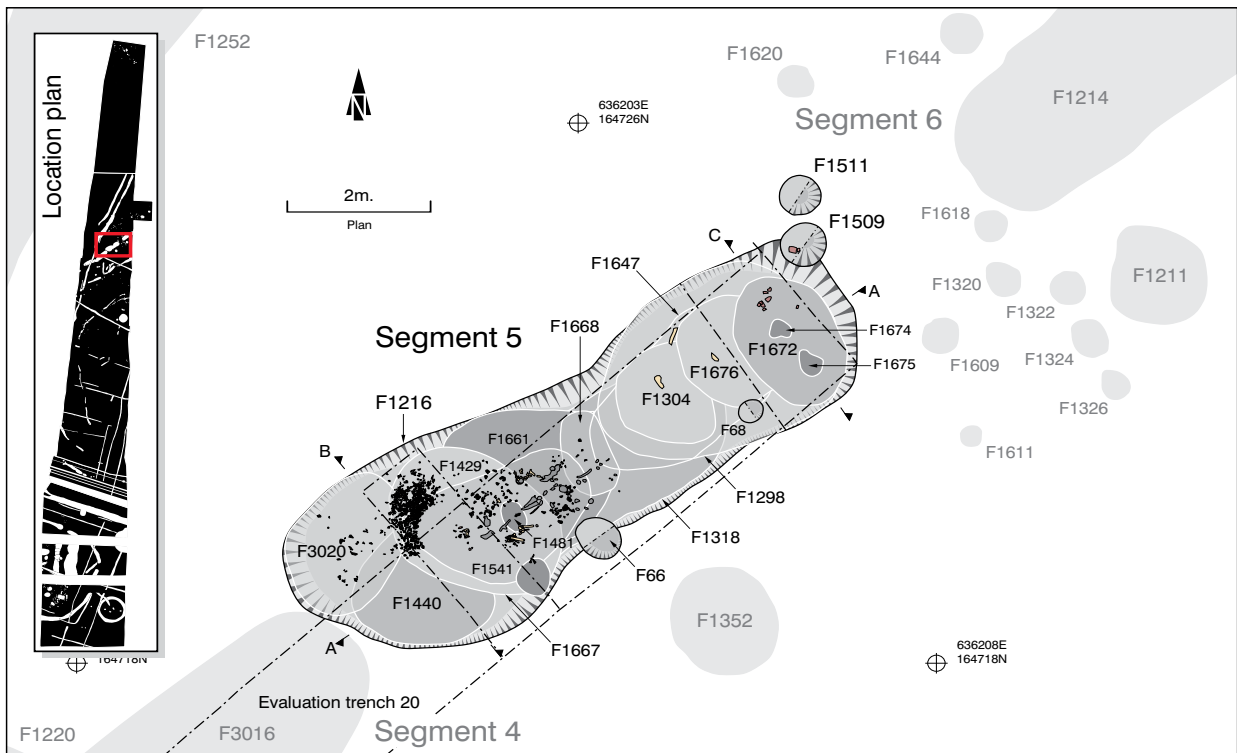 Location plan
F1252
F1620
F1644
F1214
636203E
164726N
Segment 6
2m.
Plan
F1511
F1618
F1509
C
F1647
F1320
F1211
A
F1322
Segment 5
F1668
F1674
F1672
F1609
F1324
F1675
F1676
F1326
F1304
F1216
F68
F1661
F1611
B
F1429
F1298
F1318
F3020
F1481
F1541
F66
F1440
F1352
A
F1667
636208E
164718N
164718N
Evaluation trench 20
F1220
F3016
Segment 4